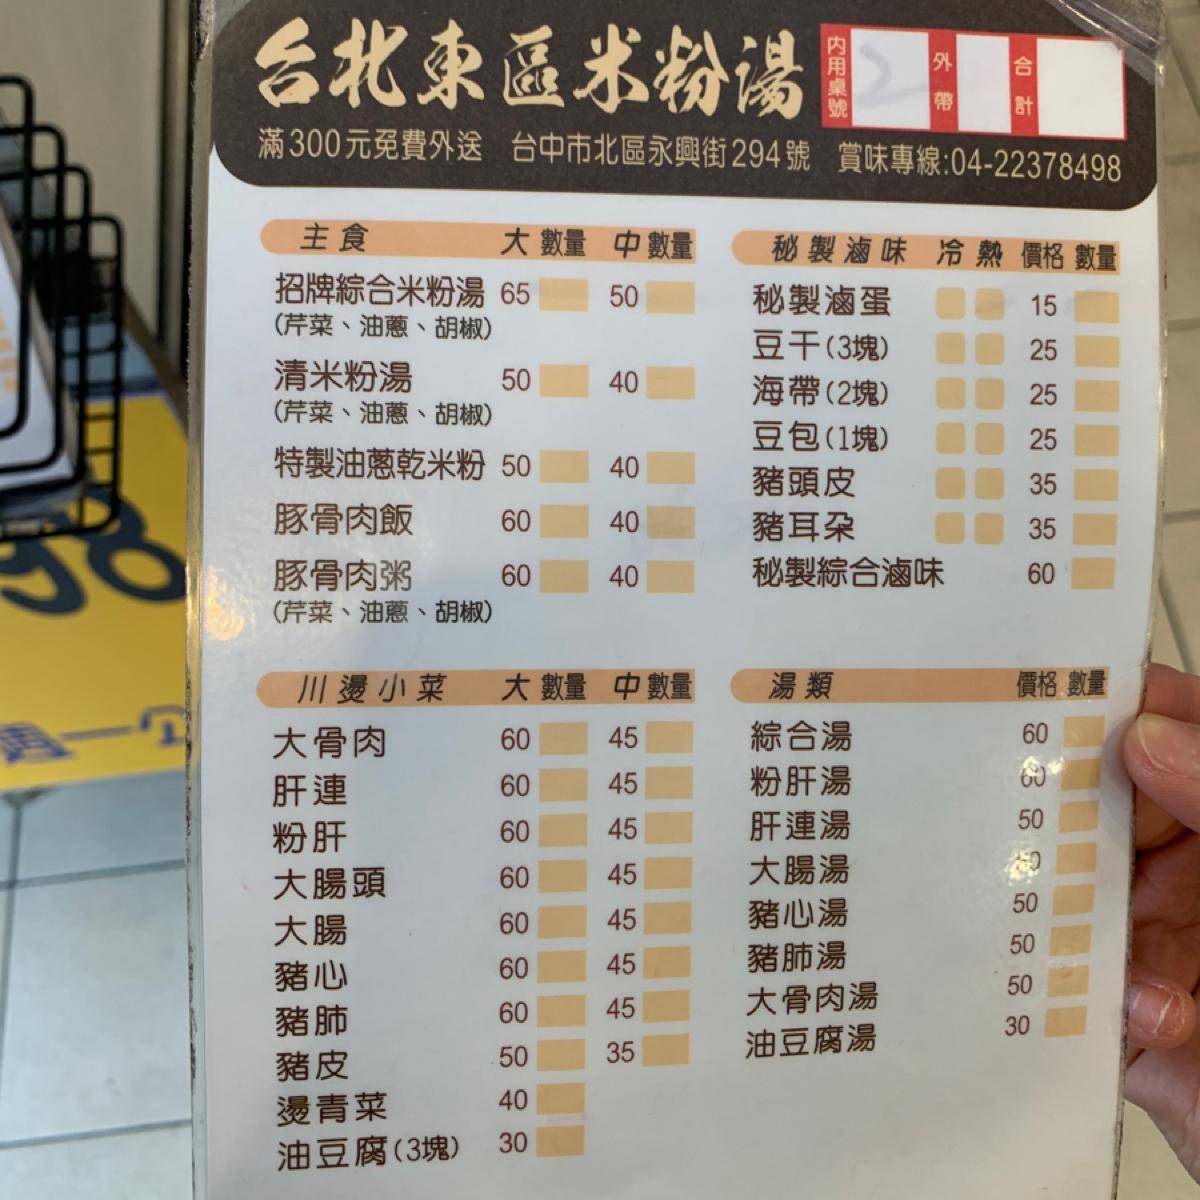 台北東區米粉湯
內用桌號 2 外帶 合計
滿300元免費外送 台中市北區永興街294號 賞味專線:04-22378498
主食 大 數量 中 數量
招牌綜合米粉湯 65 50
(芹菜、油蔥、胡椒)
清米粉湯 50 40
(芹菜、油蔥、胡椒)
特製油蔥乾米粉 50 40
豚骨肉飯 60 40
豚骨肉粥 60 40
(芹菜、油蔥、胡椒)
秘製滷味 冷 熱 價格 數量
秘製滷蛋 15
豆干(3塊) 25
海帶(2塊) 25
豆包(1塊) 25
豬頭皮 35
豬耳朵 35
秘製綜合滷味 60
川燙小菜 大 數量 中 數量
大骨肉 60 45
肝連 60 45
粉肝 60 45
大腸頭 60 45
大腸 60 45
豬心 60 45
豬肺 60 45
豬皮 50 35
燙青菜 40
油豆腐(3塊) 30
湯類 價格 數量
綜合湯 60
粉肝湯 60
肝連湯 50
大腸湯
豬心湯 50
豬肺湯 50
大骨肉湯 50
油豆腐湯 30